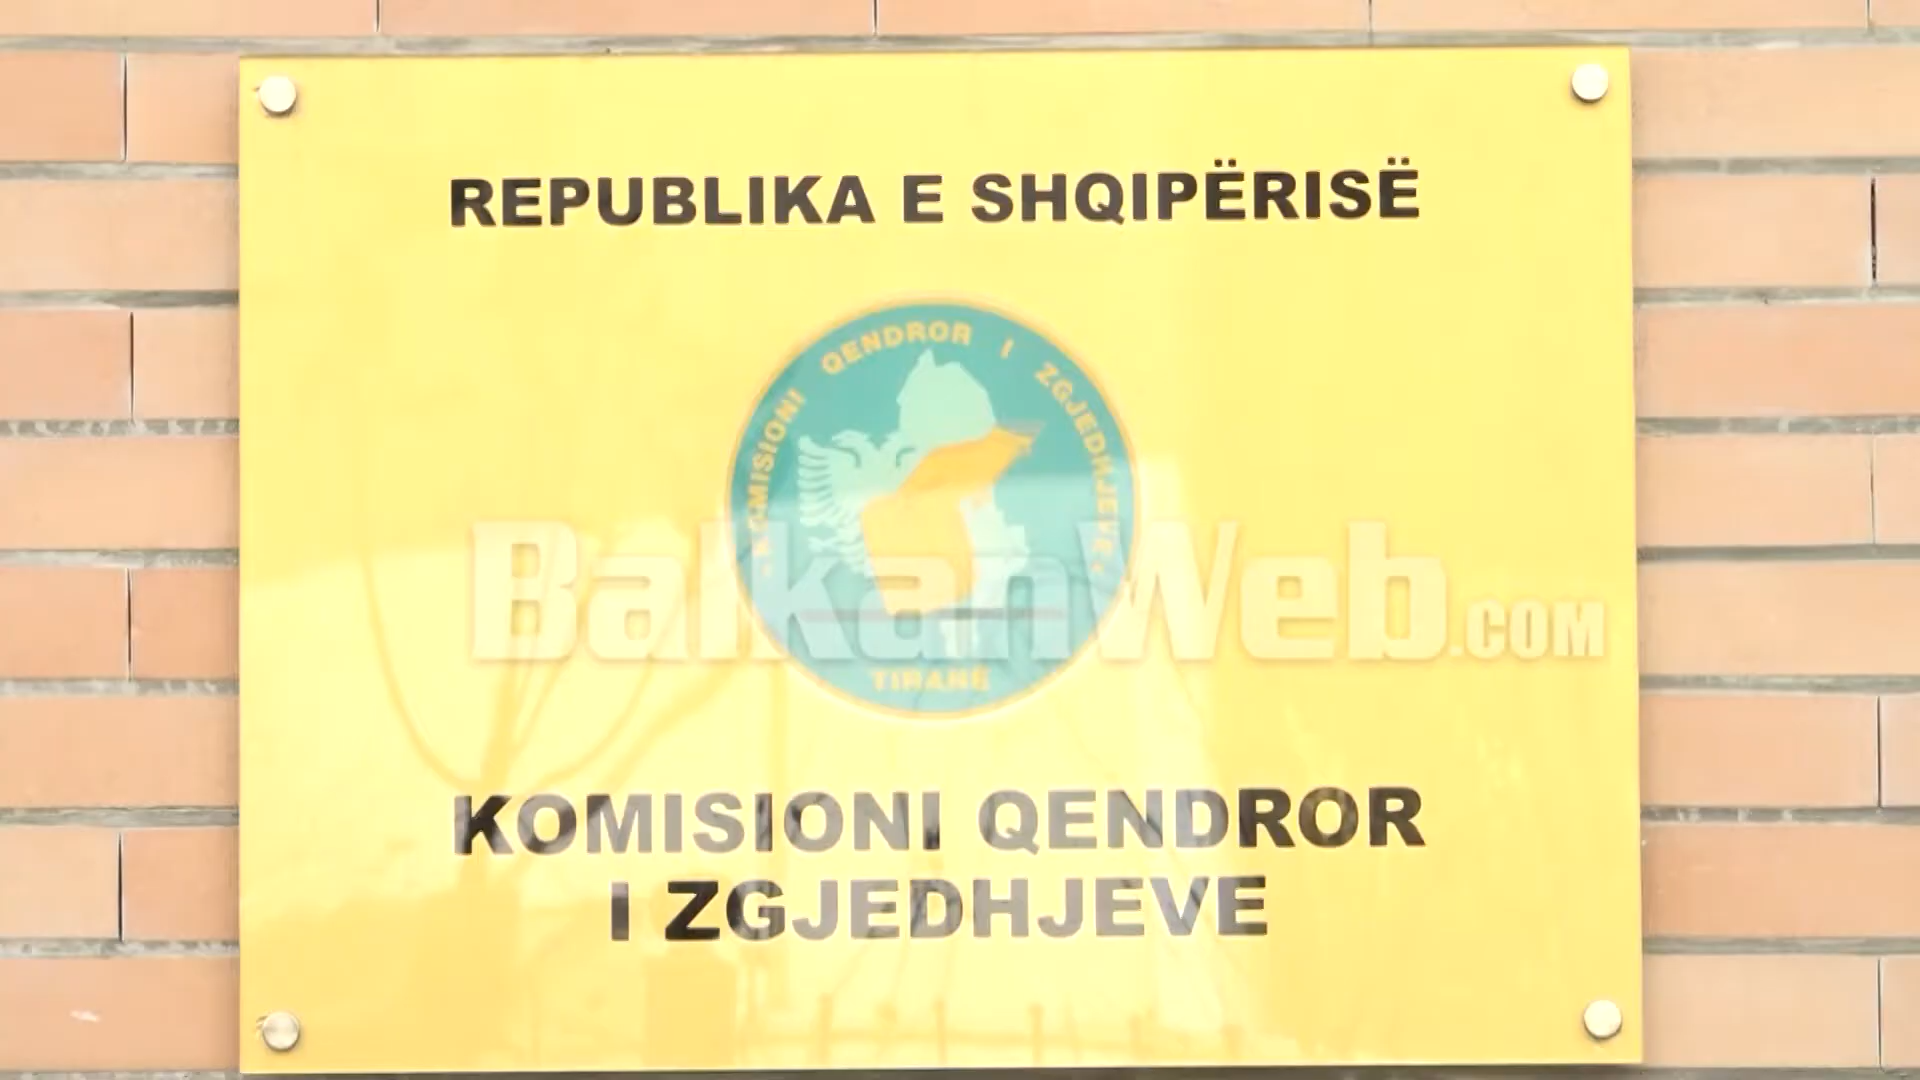 REPUBLIKA E SHQIPËRISË
KOMISIONI QENDROR I ZGJEDHJEVE
TIRANË
BalkanWeb.COM
KOMISIONI QENDROR
I ZGJEDHJEVE